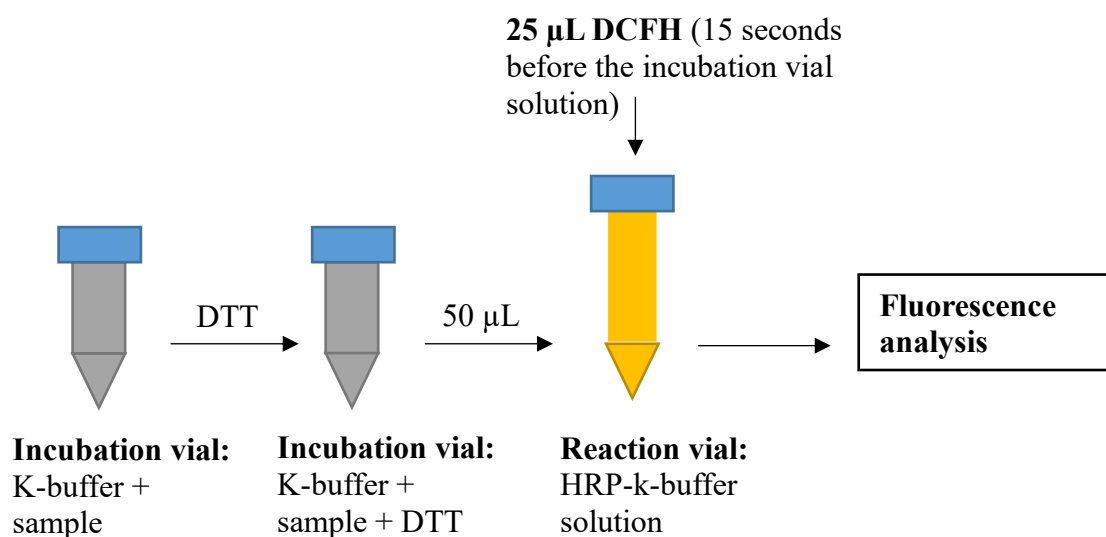 25 µL DCFH (15 seconds
before the incubation vial
solution)
DTT
50 µL
Fluorescence
analysis
Incubation vial:
K-buffer +
sample
Incubation vial:
K-buffer +
sample + DTT
Reaction vial:
HRP-k-buffer
solution